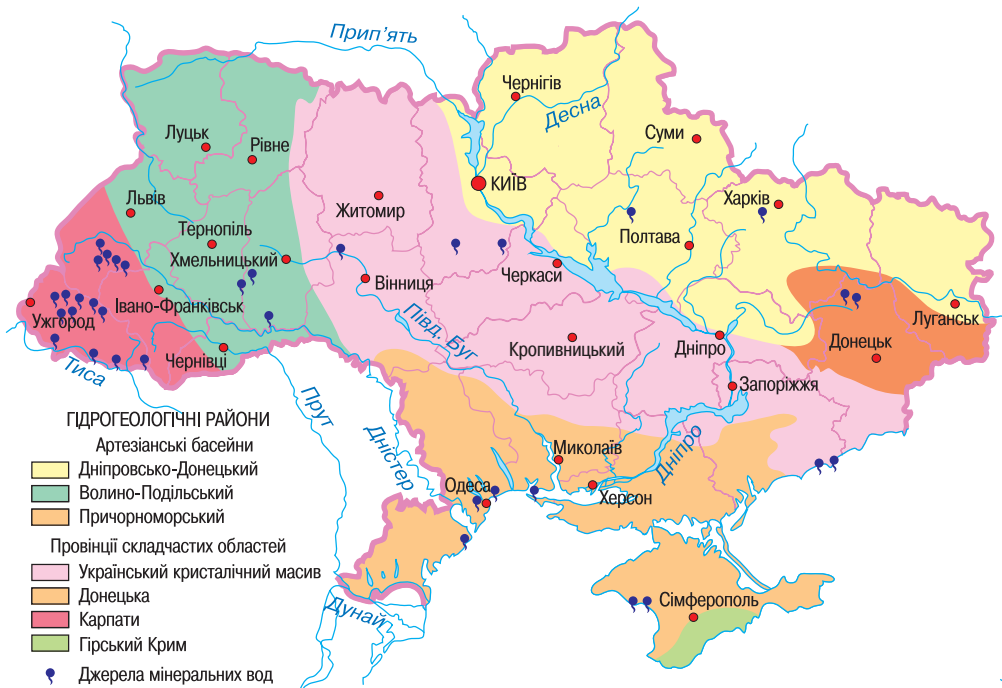 Прип’ять
Чернігів
Десна
Суми
Луцьк
Рівне
КИЇВ
Львів
Житомир
Харків
Тернопіль
Полтава
Хмельницький
Черкаси
Вінниця
Івано-Франківськ
Ужгород
Луганськ
Півд. Буг
Кропивницький
Дніпро
Донецьк
Чернівці
Тиса
Запоріжжя
Прут
Дністер
Миколаїв
Дніпро
Одеса
Херсон
Сімферополь
Дунай
ГІДРОГЕОЛОГІЧНІ РАЙОНИ
Артезіанські басейни
Дніпровсько-Донецький
Волино-Подільський
Причорноморський
Провінції складчастих областей
Український кристалічний масив
Донецька
Карпати
Гірський Крим
Джерела мінеральних вод